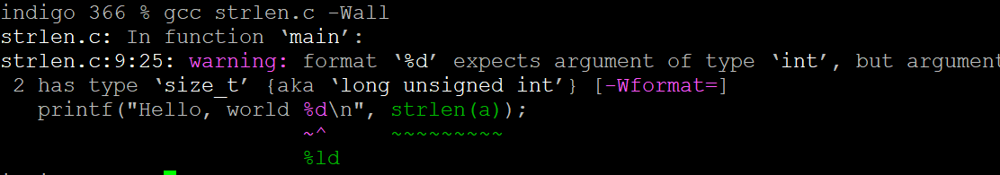 indigo 366 % gcc strlen.c -Wall
strlen.c: In function ‘main’:
strlen.c:9:25: warning: format ‘%d’ expects argument of type ‘int’, but argument
 2 has type ‘size_t’ {aka ‘long unsigned int’} [-Wformat=]
   printf("Hello, world %d\n", strlen(a));
                        ~^     ~~~~~~~~~
                        %ld